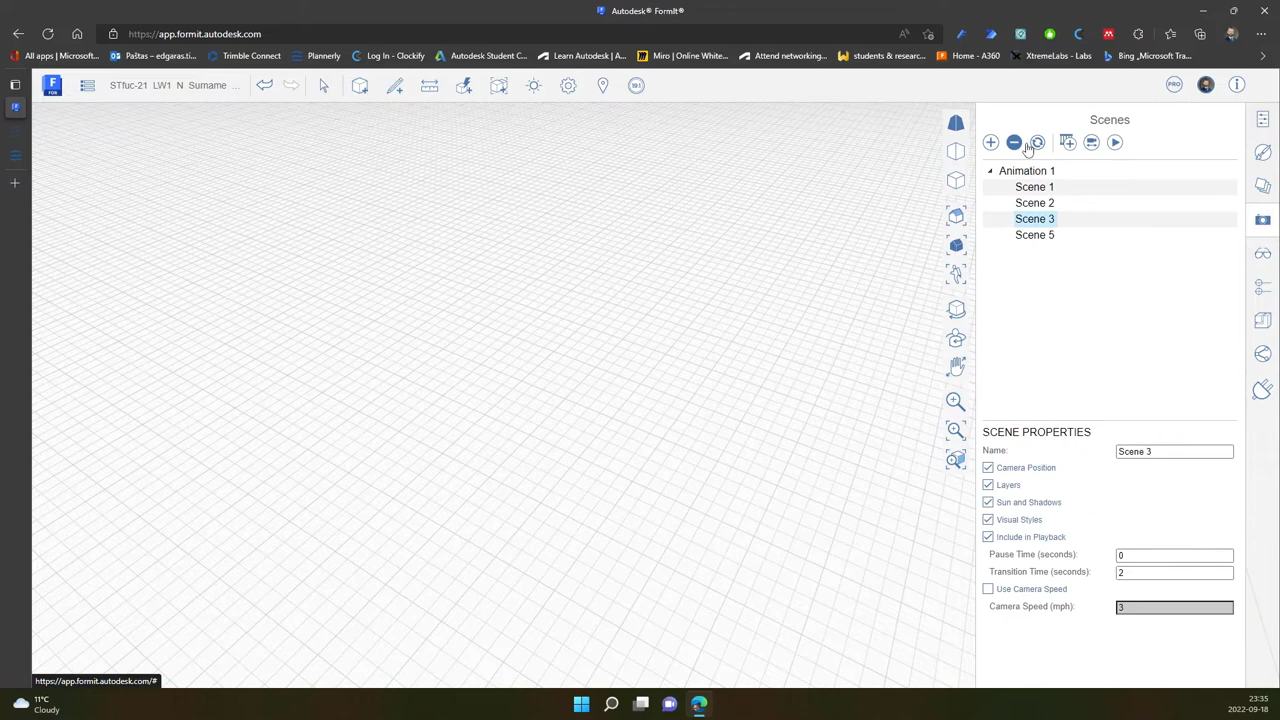 Autodesk® FormIt®
https://app.formit.autodesk.com
All apps | Microsoft...
Paštas – edgaras.ti...
Trimble Connect
Plannerly
Log In - Clockify
Autodesk Student C...
Learn Autodesk | A...
Miro | Online White...
Attend networking...
students & researc...
Home - A360
XtremeLabs - Labs
Bing „Microsoft Tra...
STfuc-21 LW1 N Surname ...
PRO
Scenes
Animation 1
Scene 1
Scene 2
Scene 3
Scene 5
SCENE PROPERTIES
Name: Scene 3
Camera Position
Layers
Sun and Shadows
Visual Styles
Include in Playback
Pause Time (seconds): 0
Transition Time (seconds): 2
Use Camera Speed
Camera Speed (mph): 3
https://app.formit.autodesk.com/#
11°C
Cloudy
23:35
2022-09-18